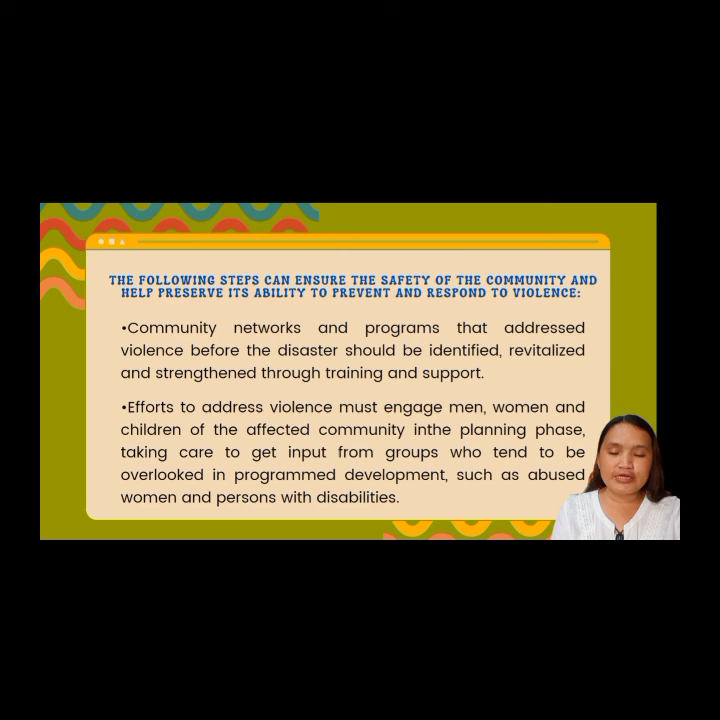 THE FOLLOWING STEPS CAN ENSURE THE SAFETY OF THE COMMUNITY AND
HELP PRESERVE ITS ABILITY TO PREVENT AND RESPOND TO VIOLENCE:
•Community networks and programs that addressed
violence before the disaster should be identified, revitalized
and strengthened through training and support.
•Efforts to address violence must engage men, women and
children of the affected community inthe planning phase,
taking care to get input from groups who tend to be
overlooked in programmed development, such as abused
women and persons with disabilities.